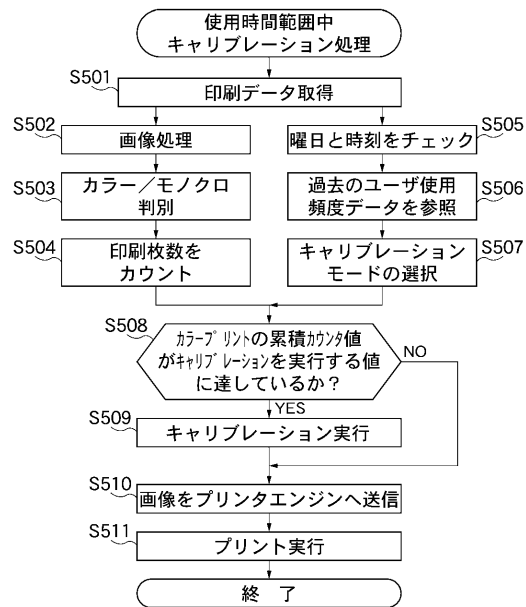 使用時間範囲中
キャリブレーション処理
S501
印刷データ取得
S502
画像処理
S503
カラー／モノクロ
判別
S504
印刷枚数を
カウント
S505
曜日と時刻をチェック
S506
過去のユーザ使用
頻度データを参照
S507
キャリブレーション
モードの選択
S508
ｶﾗｰﾌﾟﾘﾝﾄの累積ｶｳﾝﾀ値
がｷｬﾘﾌﾞﾚｰｼｮﾝを実行する値
に達しているか？
NO
YES
S509
キャリブレーション実行
S510
画像をプリンタエンジンへ送信
S511
プリント実行
終　了